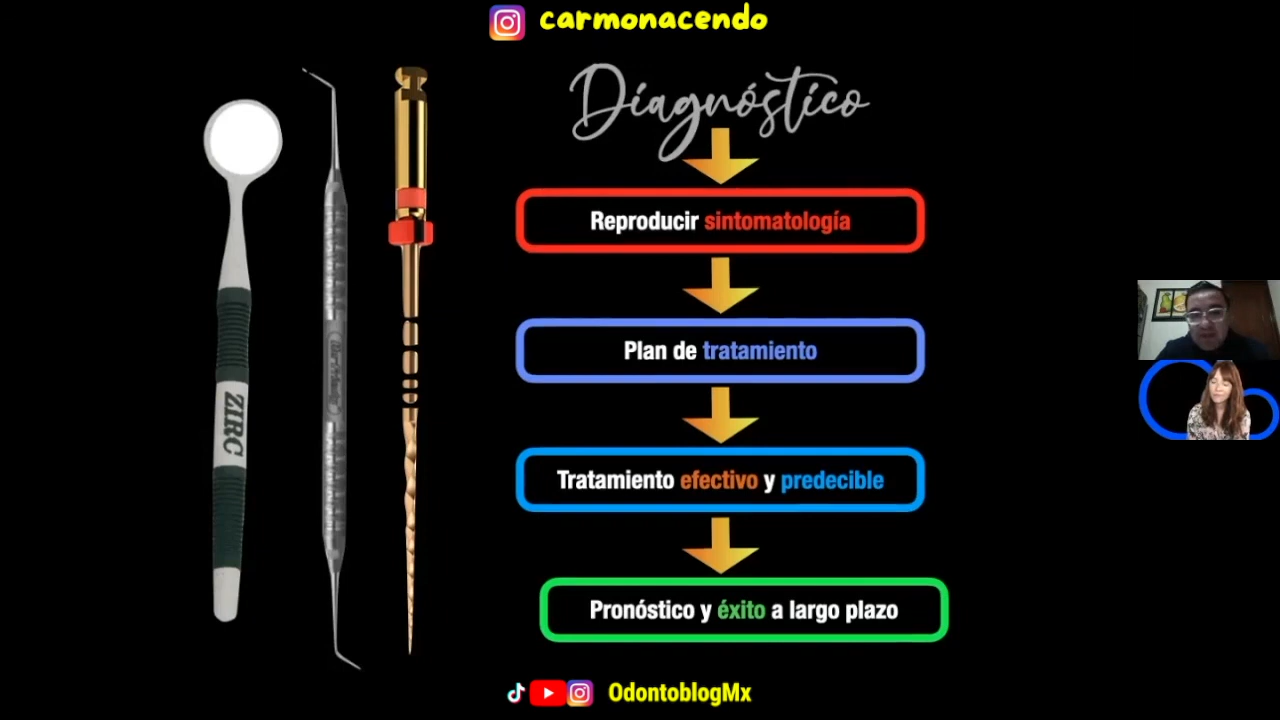 carmonacendo
Diagnóstico
Reproducir sintomatología
Plan de tratamiento
Tratamiento efectivo y predecible
Pronóstico y éxito a largo plazo
ZIRC
OdontoblogMx